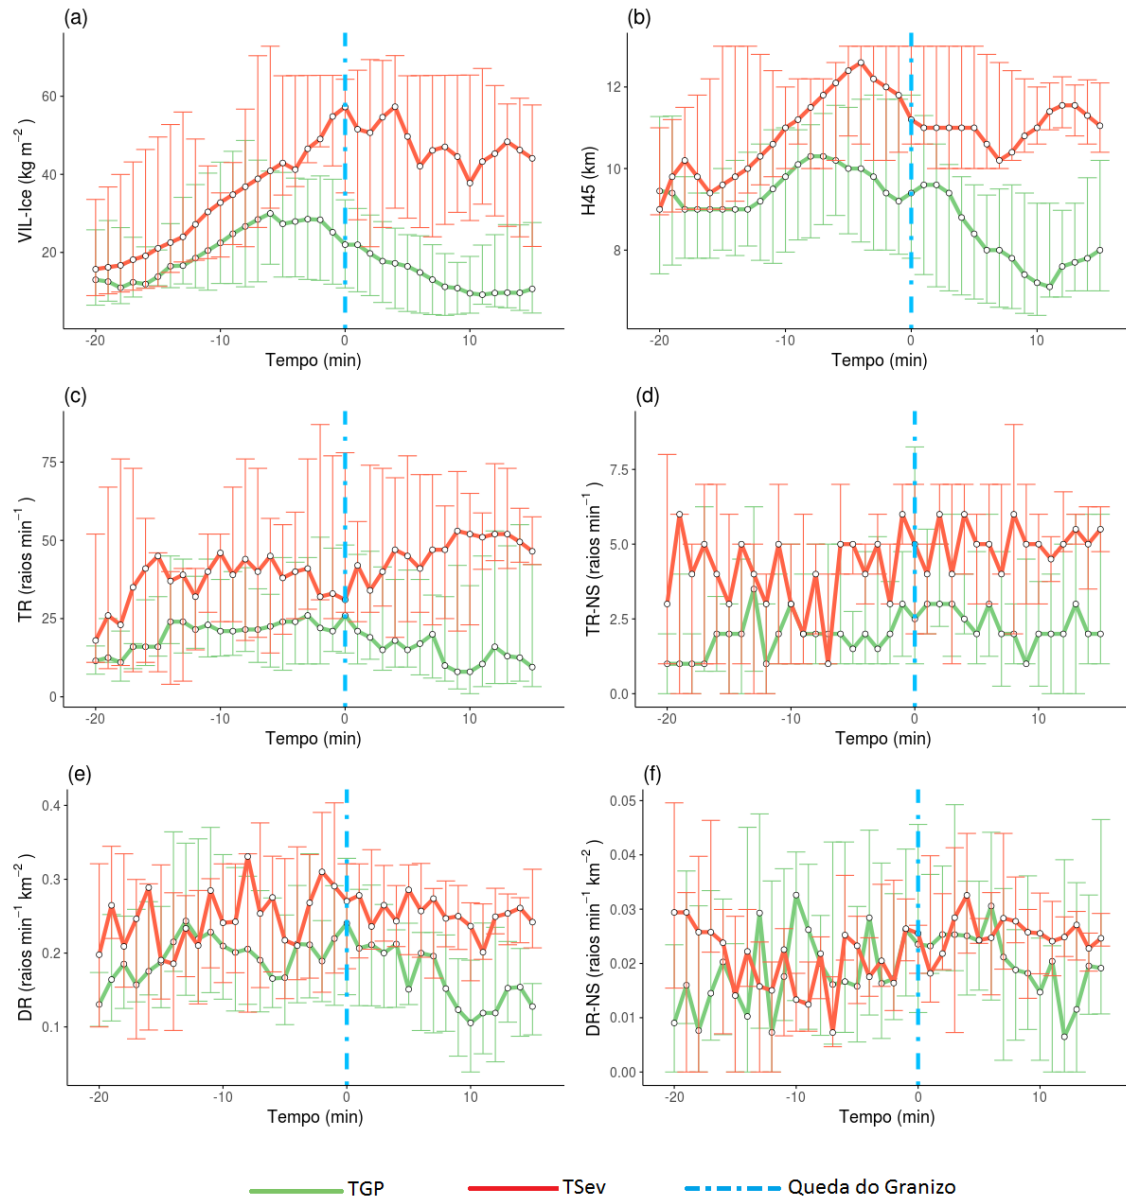 (a)
VIL-Ice (kg m⁻²)
60
40
20
-20
-10
0
10
Tempo (min)
(b)
H45 (km)
12
10
8
-20
-10
0
10
Tempo (min)
(c)
TR (raios min⁻¹ )
75
50
25
0
-20
-10
0
10
Tempo (min)
(d)
TR-NS (raios min⁻¹ )
7.5
5.0
2.5
0.0
-20
-10
0
10
Tempo (min)
(e)
DR (raios min⁻¹ km⁻² )
0.4
0.3
0.2
0.1
-20
-10
0
10
Tempo (min)
(f)
DR-NS (raios min⁻¹ km⁻² )
0.05
0.04
0.03
0.02
0.01
0.00
-20
-10
0
10
Tempo (min)
TGP TSev Queda do Granizo